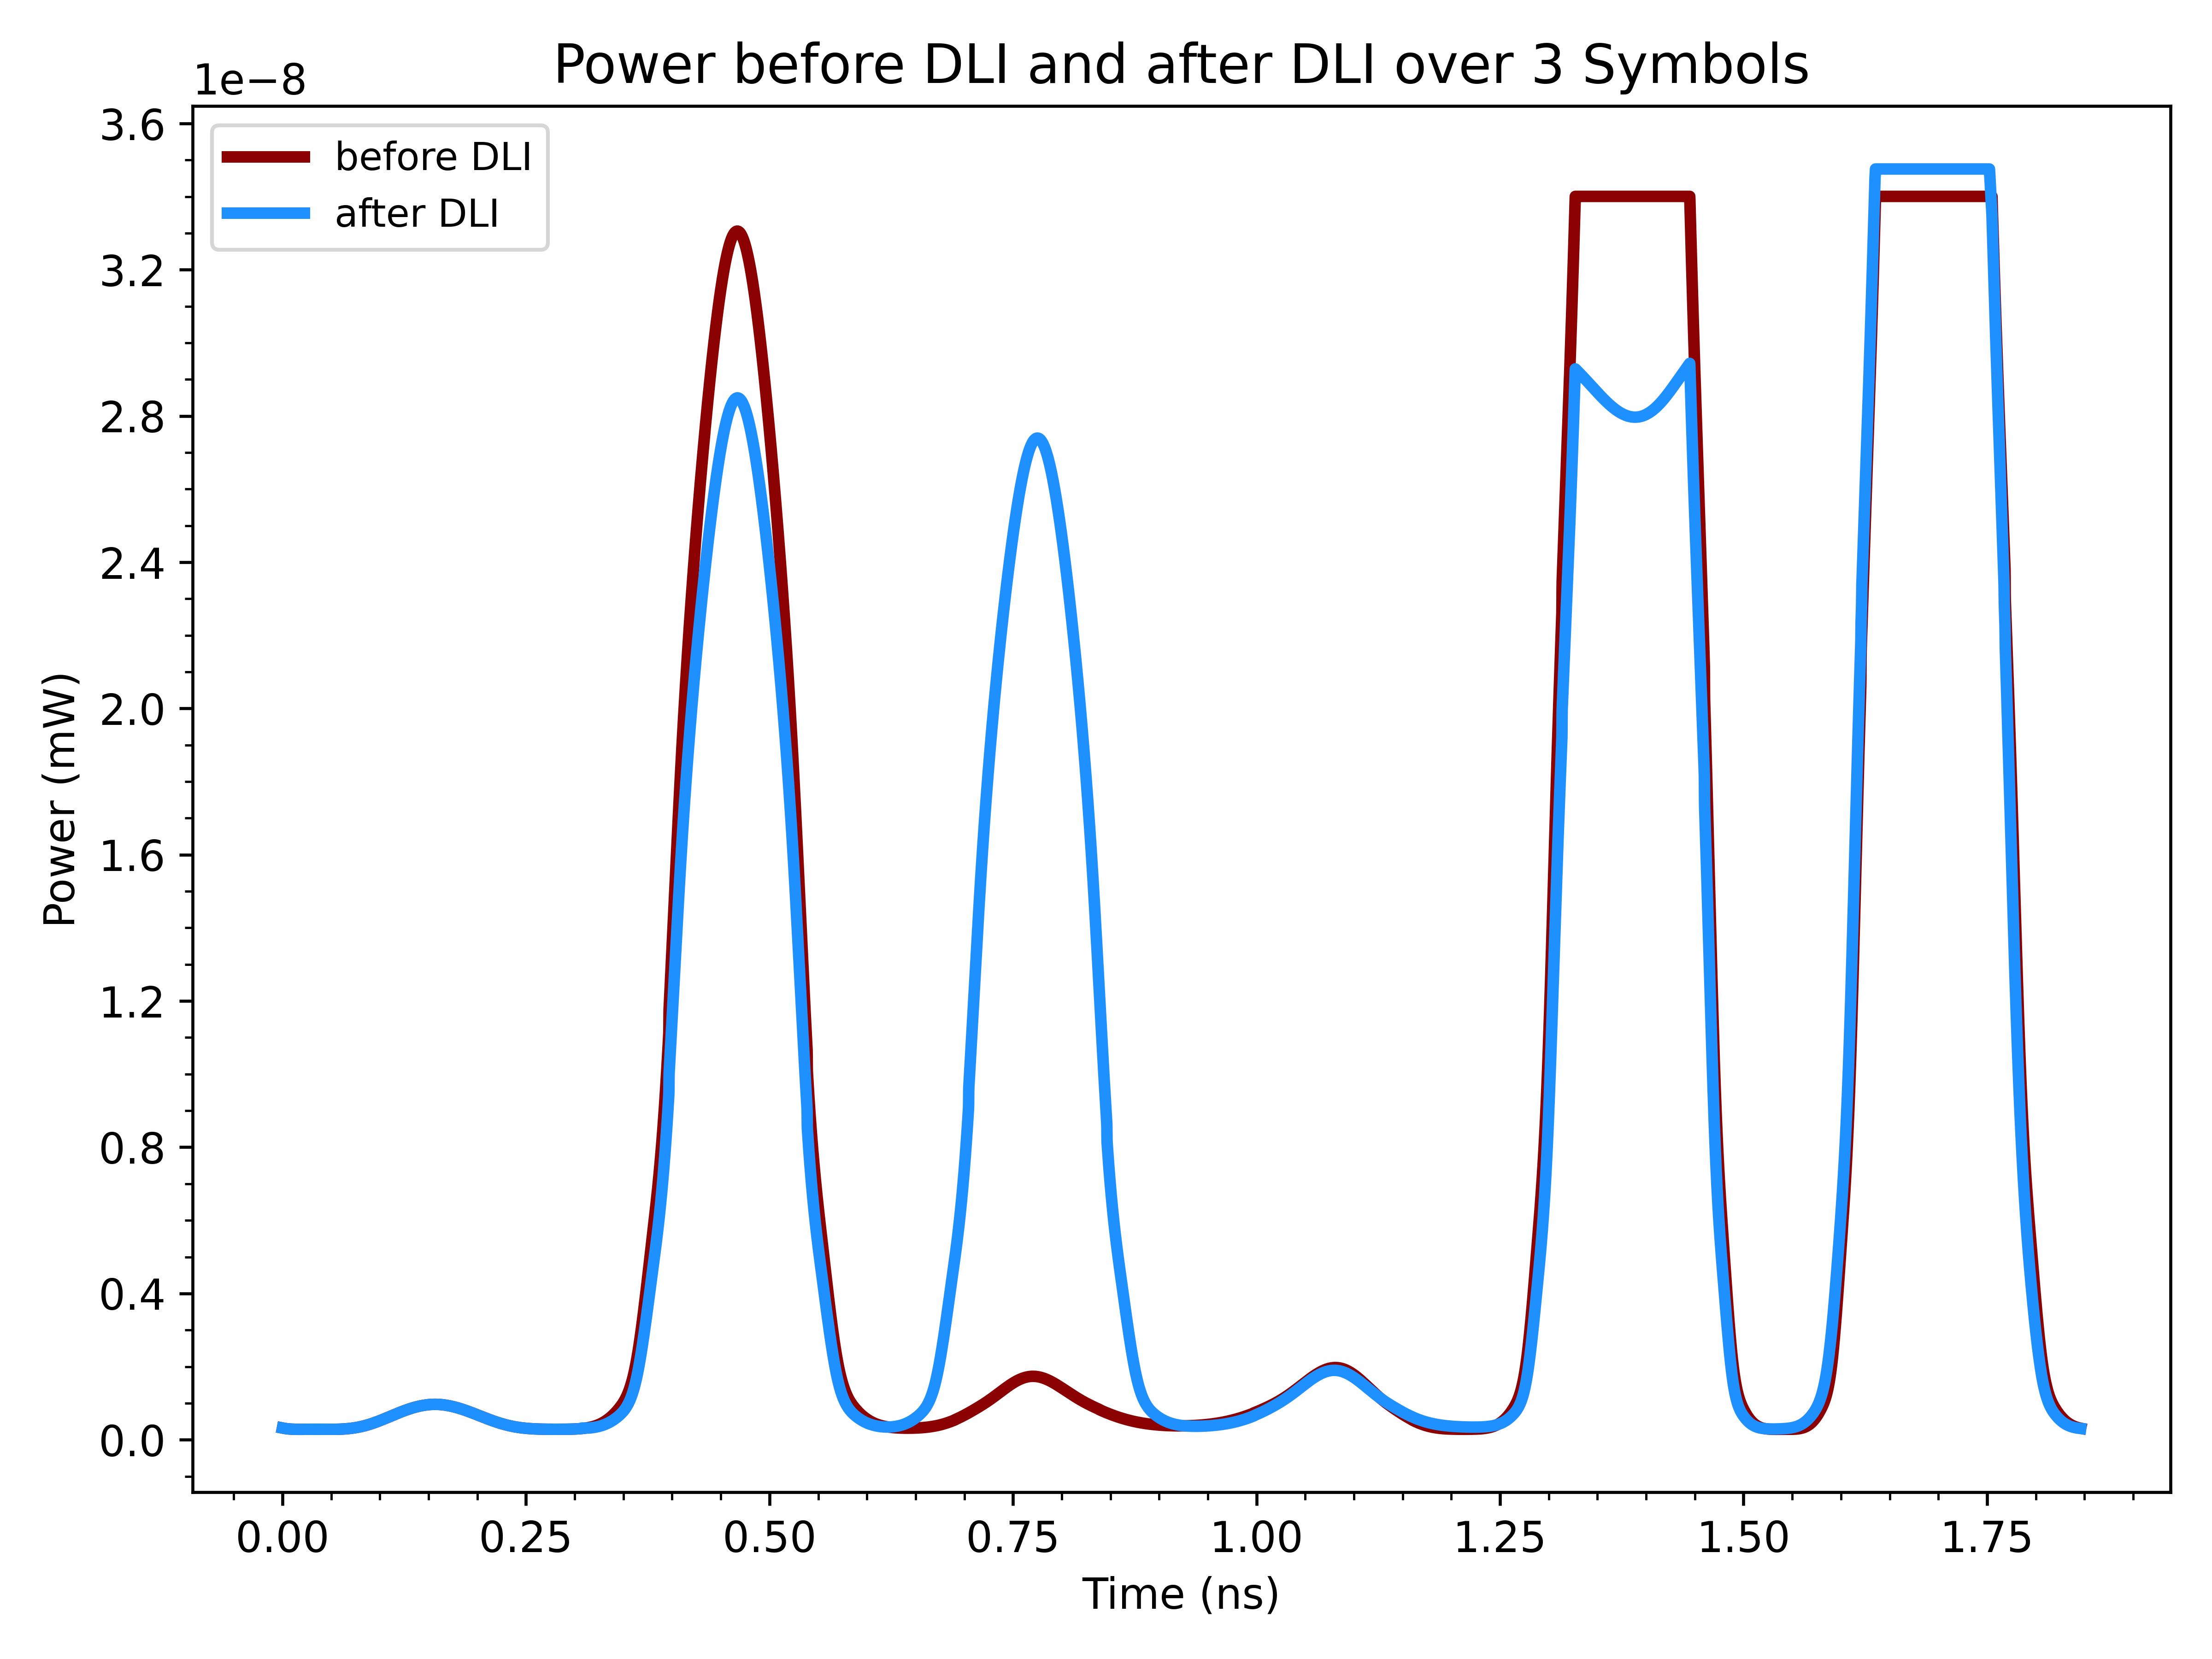 Power before DLI and after DLI over 3 Symbols
1e−8
before DLI
after DLI
3.6
3.2
2.8
2.4
2.0
1.6
1.2
0.8
0.4
0.0
Power (mW)
0.00 0.25 0.50 0.75 1.00 1.25 1.50 1.75
Time (ns)